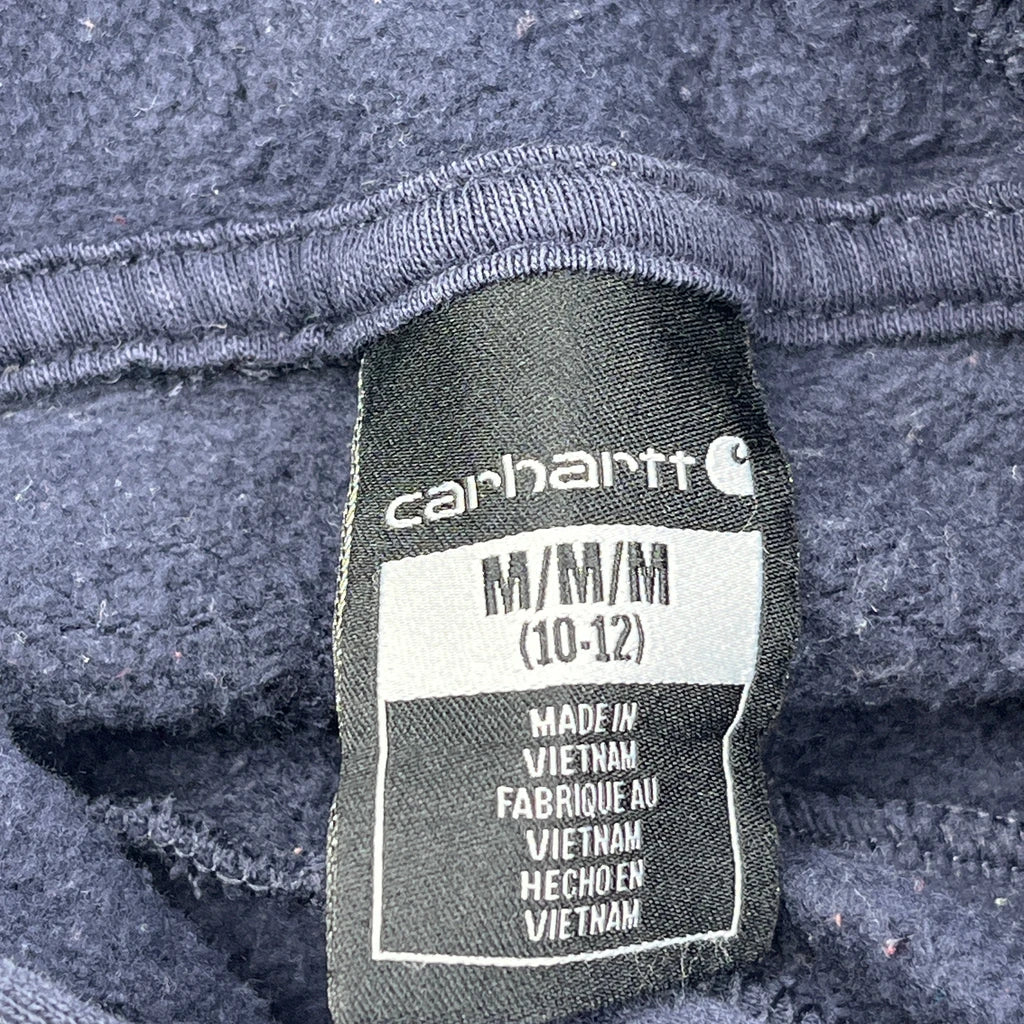 carhartt
M/M/M
(10-12)
MADE IN
VIETNAM
FABRIQUE AU
VIETNAM
HECHO EN
VIETNAM